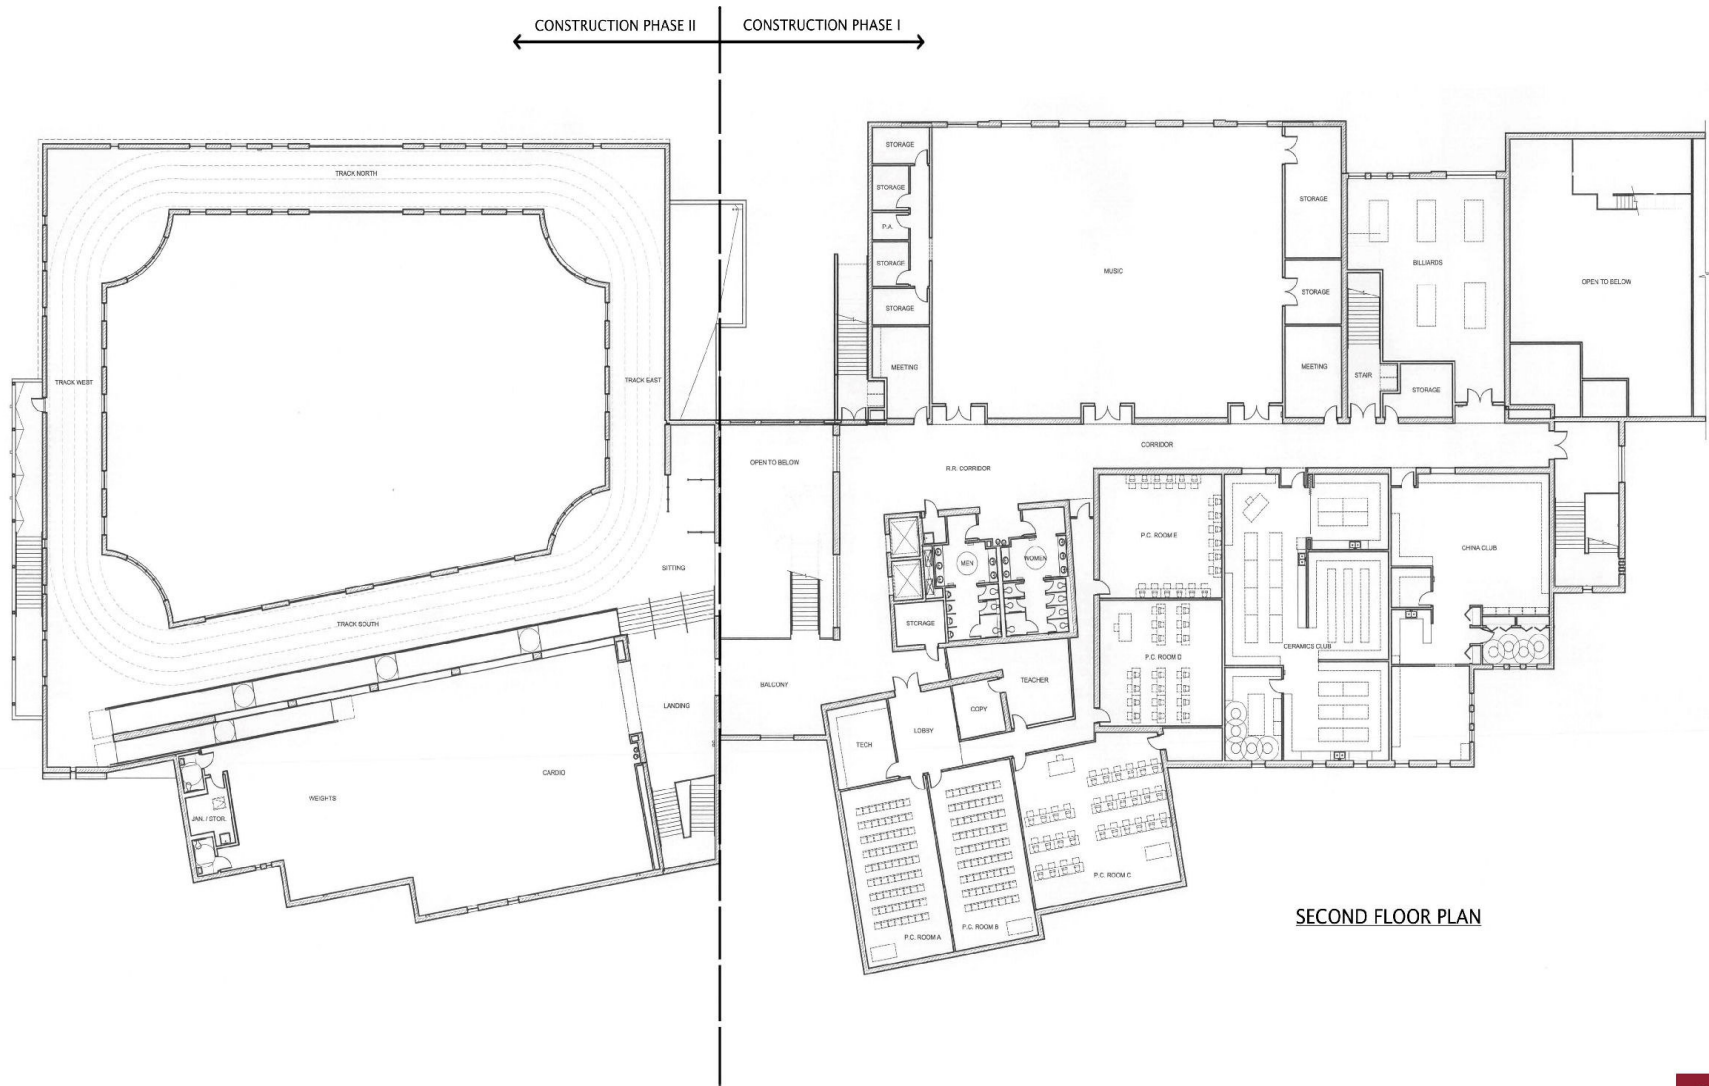 CONSTRUCTION PHASE II
CONSTRUCTION PHASE I
TRACK NORTH
STORAGE
STORAGE
P.A.
STORAGE
STORAGE
MEETING
MUSIC
STORAGE
STORAGE
MEETING
STAIR
BILLIARDS
STORAGE
OPEN TO BELOW
TRACK WEST
TRACK EAST
OPEN TO BELOW
R.R. CORRIDOR
CORRIDOR
SITTING
MEN
WOMEN
P.C. ROOM E
CHINA CLUB
TRACK SOUTH
STORAGE
P.C. ROOM D
CERAMICS CLUB
BALCONY
TEACHER
LANDING
COPY
LOBBY
TECH
CARDIO
WEIGHTS
JAN. / STOR.
P.C. ROOM C
P.C. ROOM B
P.C. ROOM A
SECOND FLOOR PLAN